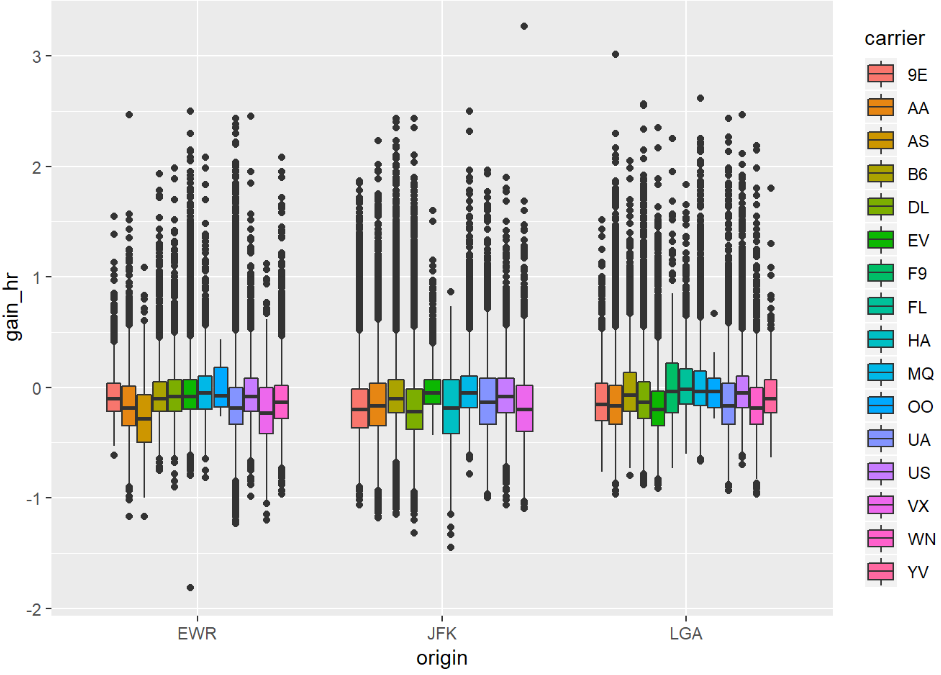 gain_hr
3
2
1
0
-1
-2
EWR
JFK
LGA
origin
carrier
9E
AA
AS
B6
DL
EV
F9
FL
HA
MQ
OO
UA
US
VX
WN
YV